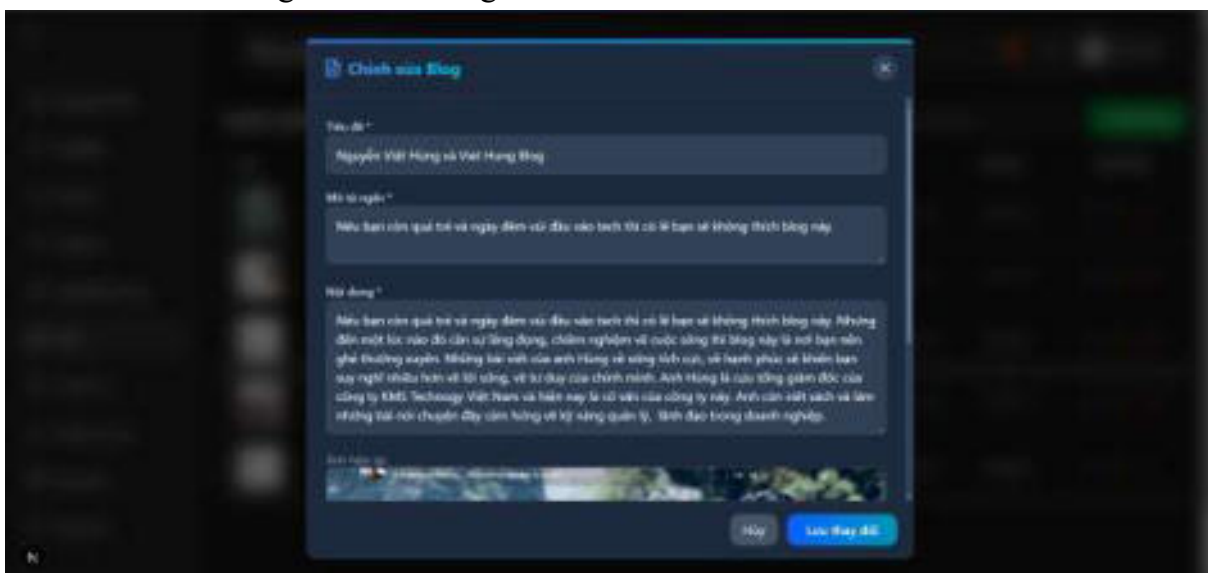 Chỉnh sửa Blog
Tiêu đề *
Nguyễn Việt Hùng và Viet Hung Blog
Mô tả ngắn *
Nếu bạn còn quá trẻ và ngày đêm vùi đầu vào tech thì có lẽ bạn sẽ không thích blog này.
Nội dung *
Nếu bạn còn quá trẻ và ngày đêm vùi đầu vào tech thì có lẽ bạn sẽ không thích blog này. Nhưng
đến một lúc nào đó cần sự lắng đọng, chiêm nghiệm về cuộc sống thì blog này là nơi bạn nên
ghé thường xuyên. Những bài viết của anh Hùng về sống tích cực, về hạnh phúc sẽ khiến bạn
suy nghĩ nhiều hơn về lối sống, về tư duy của chính mình. Anh Hùng là cựu tổng giám đốc của
công ty KMS Technology Việt Nam và hiện nay là cố vấn của công ty này. Anh còn viết sách và làm
những bài nói chuyện đầy cảm hứng về kỹ năng quản lý, lãnh đạo trong doanh nghiệp.
Ảnh hiện tại
Hủy
Lưu thay đổi
N